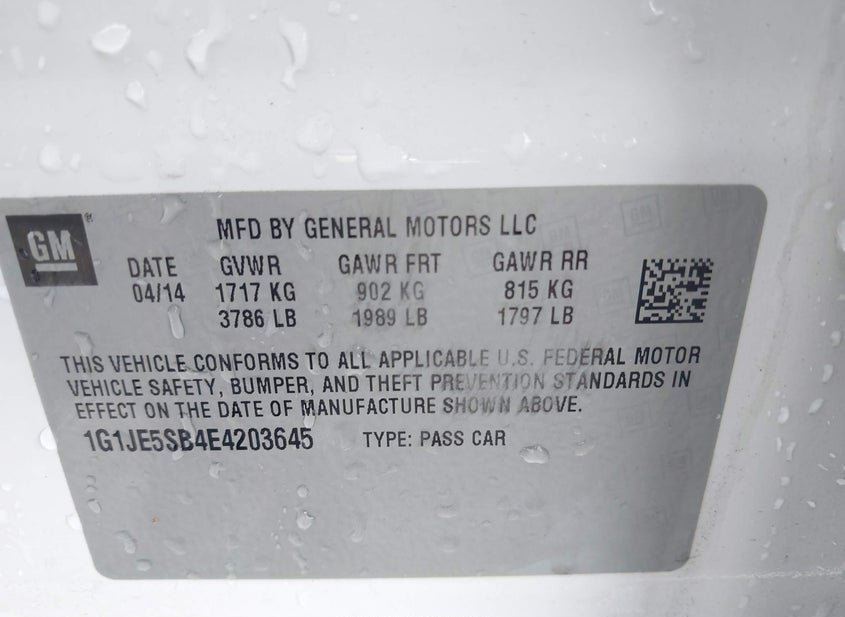 GM®
MFD BY GENERAL MOTORS LLC
DATE GVWR GAWR FRT GAWR RR
04/14 1717 KG 902 KG 815 KG
3786 LB 1989 LB 1797 LB
THIS VEHICLE CONFORMS TO ALL APPLICABLE U.S. FEDERAL MOTOR
VEHICLE SAFETY, BUMPER, AND THEFT PREVENTION STANDARDS IN
EFFECT ON THE DATE OF MANUFACTURE SHOWN ABOVE.
1G1JE5SB4E4203645 TYPE: PASS CAR